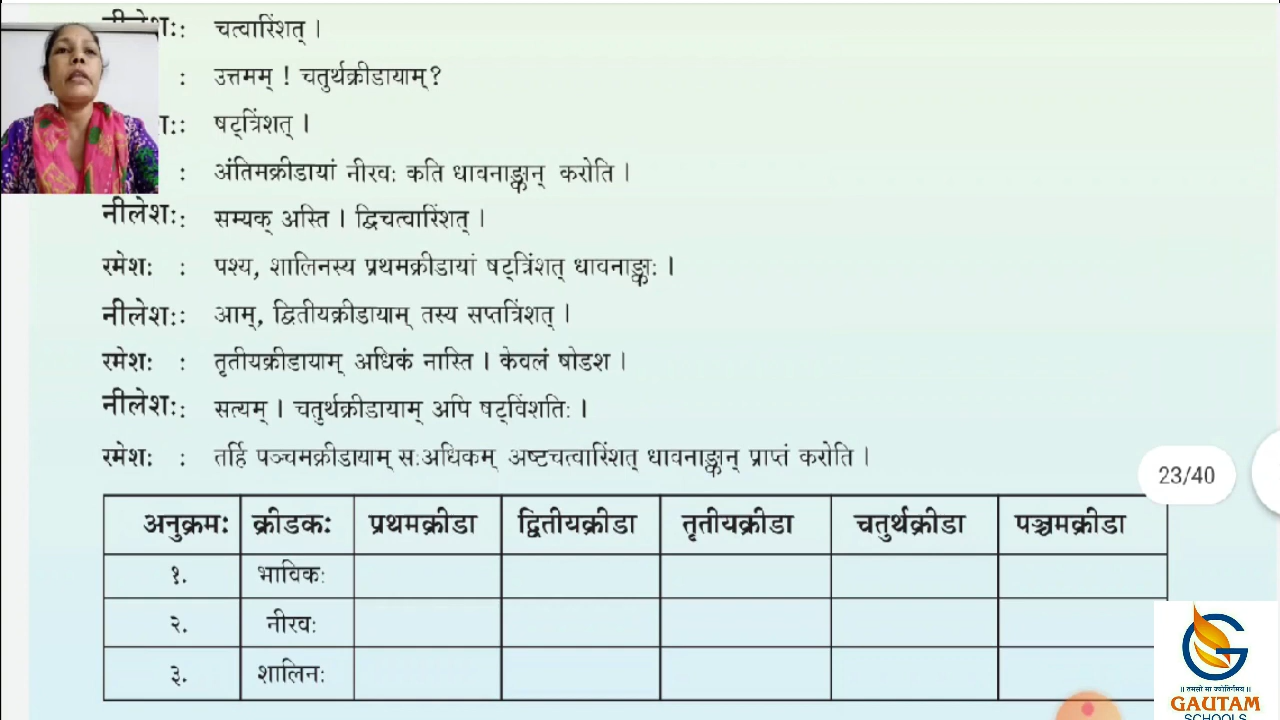 नीलेशः: चत्वारिंशत् ।
: उत्तमम् ! चतुर्थक्रीडायाम्?
: षट्त्रिंशत् ।
: अंतिमक्रीडायां नीरवः कति धावनाङ्कान् करोति ।
नीलेशः: सम्यक् अस्ति । द्विचत्वारिंशत् ।
रमेशः : पश्य, शालिनस्य प्रथमक्रीडायां षट्त्रिंशत् धावनाङ्काः ।
नीलेशः: आम्, द्वितीयक्रीडायाम् तस्य सप्तत्रिंशत् ।
रमेशः : तृतीयक्रीडायाम् अधिकं नास्ति । केवलं षोडश ।
नीलेशः: सत्यम् । चतुर्थक्रीडायाम् अपि षट्विंशतिः ।
रमेशः : तर्हि पञ्चमक्रीडायाम् सःअधिकम् अष्टचत्वारिंशत् धावनाङ्कान् प्राप्तं करोति ।
23/40
अनुक्रमः क्रीडकः प्रथमक्रीडा द्वितीयक्रीडा तृतीयक्रीडा चतुर्थक्रीडा पञ्चमक्रीडा
१. भाविकः
२. नीरवः
३. शालिनः
॥ तमसो मा ज्योतिर्गमय ॥
GAUTAM
SCHOOLS